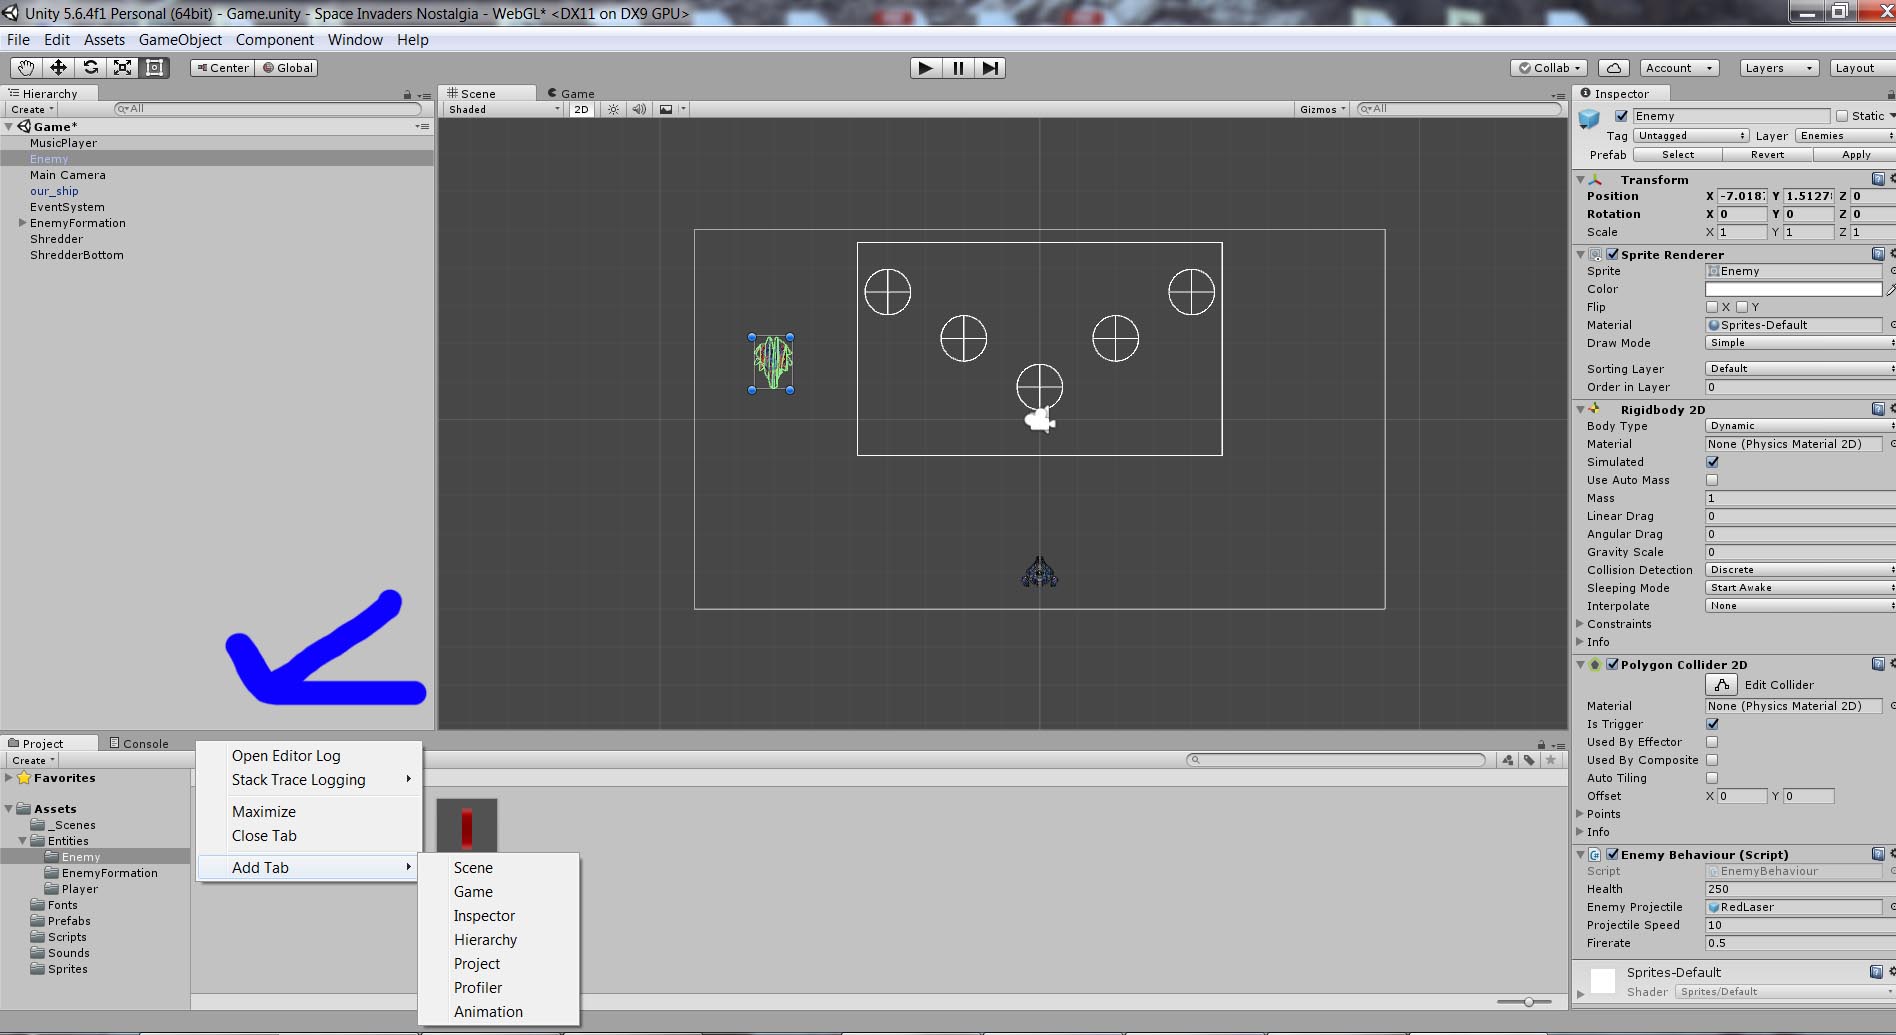 Unity 5.6.4f1 Personal (64bit) - Game.unity - Space Invaders Nostalgia - WebGL* <DX11 on DX9 GPU>
File Edit Assets GameObject Component Window Help
Center Global Collab Account Layers Layout
Hierarchy
Create All
Game*
MusicPlayer
Enemy
Main Camera
our_ship
EventSystem
EnemyFormation
Shredder
ShredderBottom
Scene Game
Shaded 2D Gizmos All
Inspector
Enemy Static
Tag Untagged Layer Enemies
Prefab Select Revert Apply
Transform
Position X -7.018 Y 1.5127 Z 0
Rotation X 0 Y 0 Z 0
Scale X 1 Y 1 Z 1
Sprite Renderer
Sprite Enemy
Color
Flip X Y
Material Sprites-Default
Draw Mode Simple
Sorting Layer Default
Order in Layer 0
Rigidbody 2D
Body Type Dynamic
Material None (Physics Material 2D)
Simulated
Use Auto Mass
Mass 1
Linear Drag 0
Angular Drag 0
Gravity Scale 0
Collision Detection Discrete
Sleeping Mode Start Awake
Interpolate None
Constraints
Info
Polygon Collider 2D
Edit Collider
Material None (Physics Material 2D)
Is Trigger
Used By Effector
Used By Composite
Auto Tiling
Offset X 0 Y 0
Points
Info
Enemy Behaviour (Script)
Script EnemyBehaviour
Health 250
Enemy Projectile RedLaser
Projectile Speed 10
Firerate 0.5
Sprites-Default
Shader Sprites/Default
Project Console
Create
Favorites
Assets
_Scenes
Entities
Enemy
EnemyFormation
Player
Fonts
Prefabs
Scripts
Sounds
Sprites
Open Editor Log
Stack Trace Logging
Maximize
Close Tab
Add Tab
Scene
Game
Inspector
Hierarchy
Project
Profiler
Animation